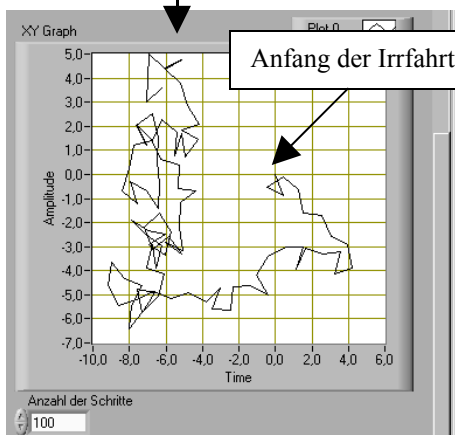 XY Graph
Plot 0
Anfang der Irrfahrt
5,0
4,0
3,0
2,0
1,0
0,0
-1,0
-2,0
-3,0
-4,0
-5,0
-6,0
-7,0
Amplitude
-10,0 -8,0 -6,0 -4,0 -2,0 0,0 2,0 4,0 6,0
Time
Anzahl der Schritte
100